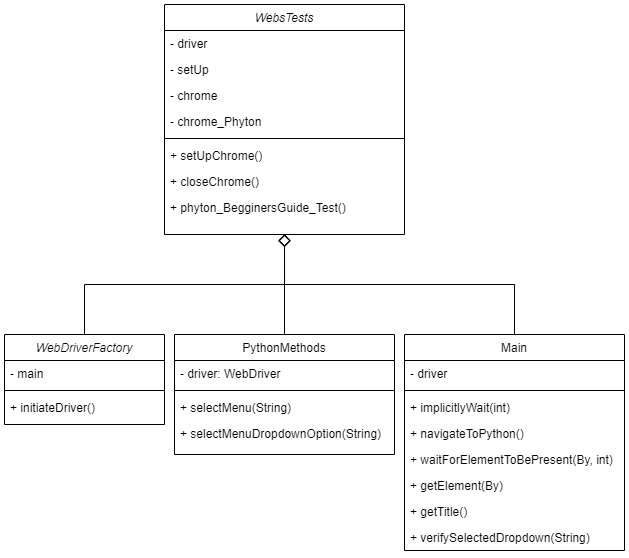 WebsTests
- driver
- setUp
- chrome
- chrome_Phyton
+ setUpChrome()
+ closeChrome()
+ phyton_BegginersGuide_Test()
WebDriverFactory
- main
+ initiateDriver()
PythonMethods
- driver: WebDriver
+ selectMenu(String)
+ selectMenuDropdownOption(String)
Main
- driver
+ implicitlyWait(int)
+ navigateToPython()
+ waitForElementToBePresent(By, int)
+ getElement(By)
+ getTitle()
+ verifySelectedDropdown(String)